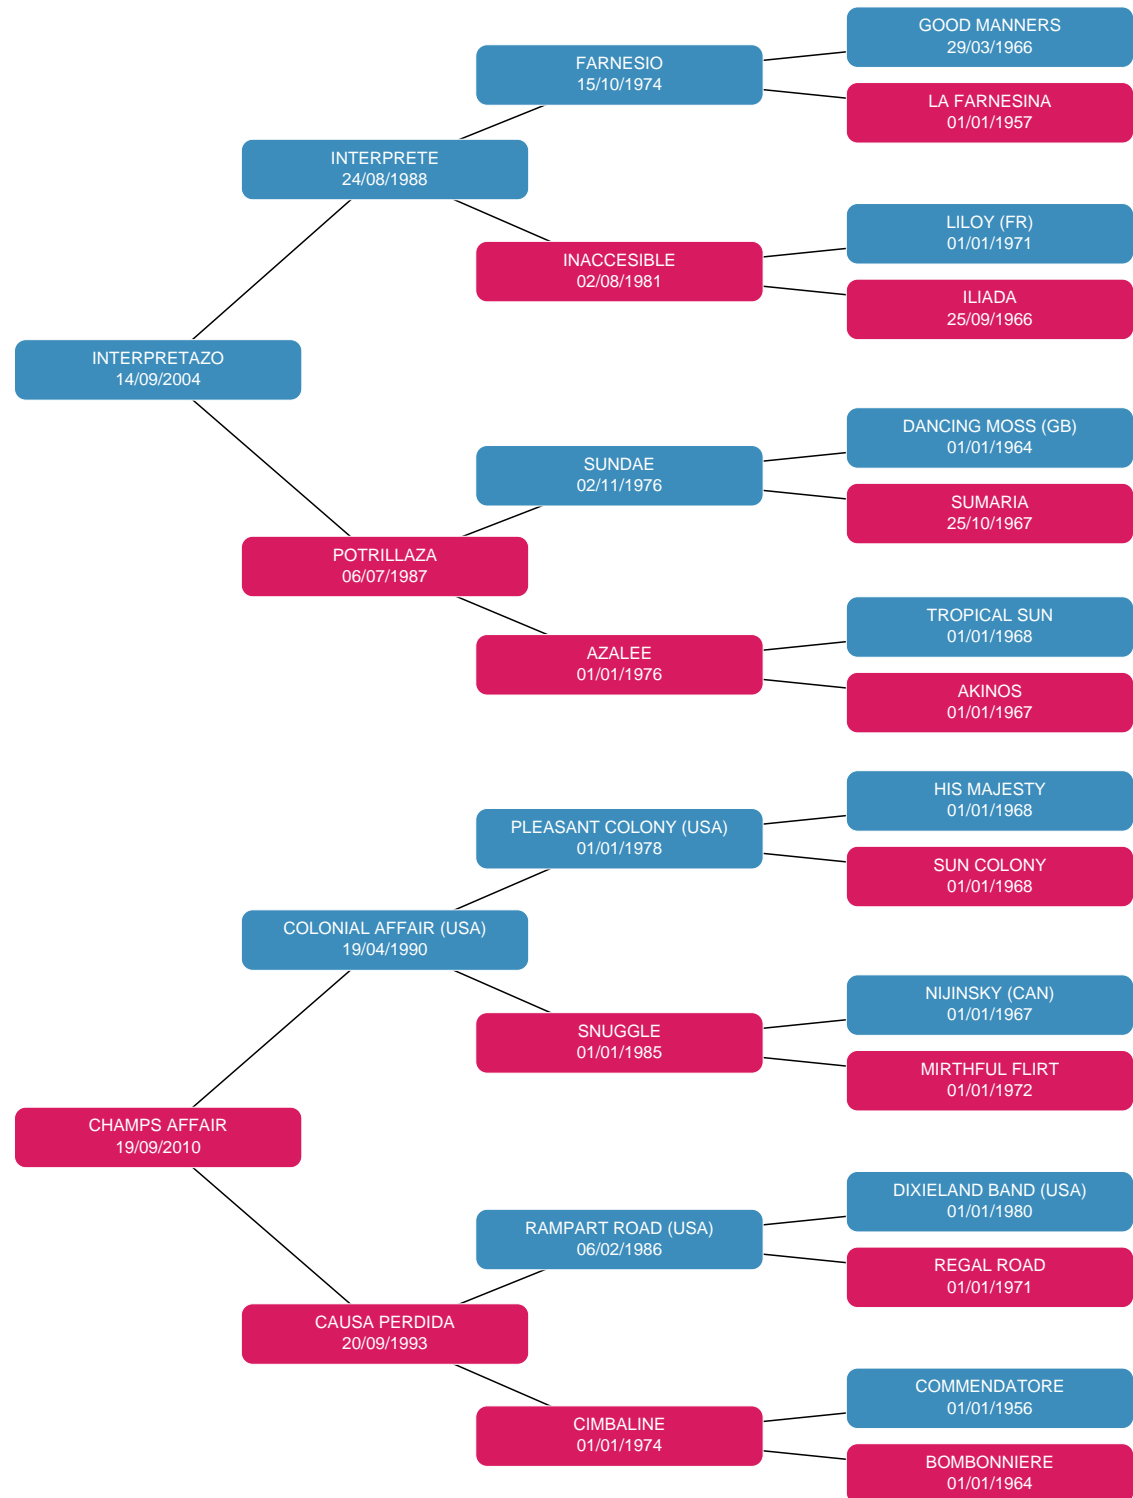 GOOD MANNERS
29/03/1966
FARNESIO
15/10/1974
LA FARNESINA
01/01/1957
INTERPRETE
24/08/1988
LILOY (FR)
01/01/1971
INACCESIBLE
02/08/1981
ILIADA
25/09/1966
INTERPRETAZO
14/09/2004
DANCING MOSS (GB)
01/01/1964
SUNDAE
02/11/1976
SUMARIA
25/10/1967
POTRILLAZA
06/07/1987
TROPICAL SUN
01/01/1968
AZALEE
01/01/1976
AKINOS
01/01/1967
HIS MAJESTY
01/01/1968
PLEASANT COLONY (USA)
01/01/1978
SUN COLONY
01/01/1968
COLONIAL AFFAIR (USA)
19/04/1990
NIJINSKY (CAN)
01/01/1967
SNUGGLE
01/01/1985
MIRTHFUL FLIRT
01/01/1972
CHAMPS AFFAIR
19/09/2010
DIXIELAND BAND (USA)
01/01/1980
RAMPART ROAD (USA)
06/02/1986
REGAL ROAD
01/01/1971
CAUSA PERDIDA
20/09/1993
COMMENDATORE
01/01/1956
CIMBALINE
01/01/1974
BOMBONNIERE
01/01/1964